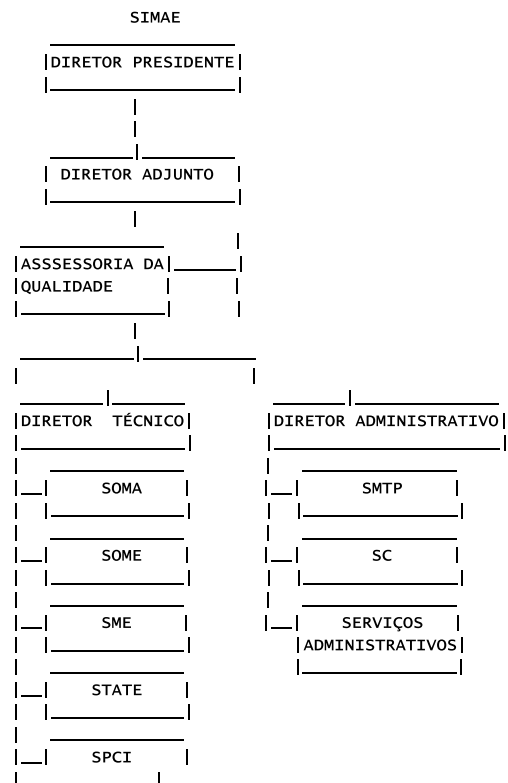 SIMAE
DIRETOR PRESIDENTE
DIRETOR ADJUNTO
ASSSESSORIA DA
QUALIDADE
DIRETOR TÉCNICO
DIRETOR ADMINISTRATIVO
SOMA
SMTP
SOME
SC
SME
SERVIÇOS
ADMINISTRATIVOS
STATE
SPCI